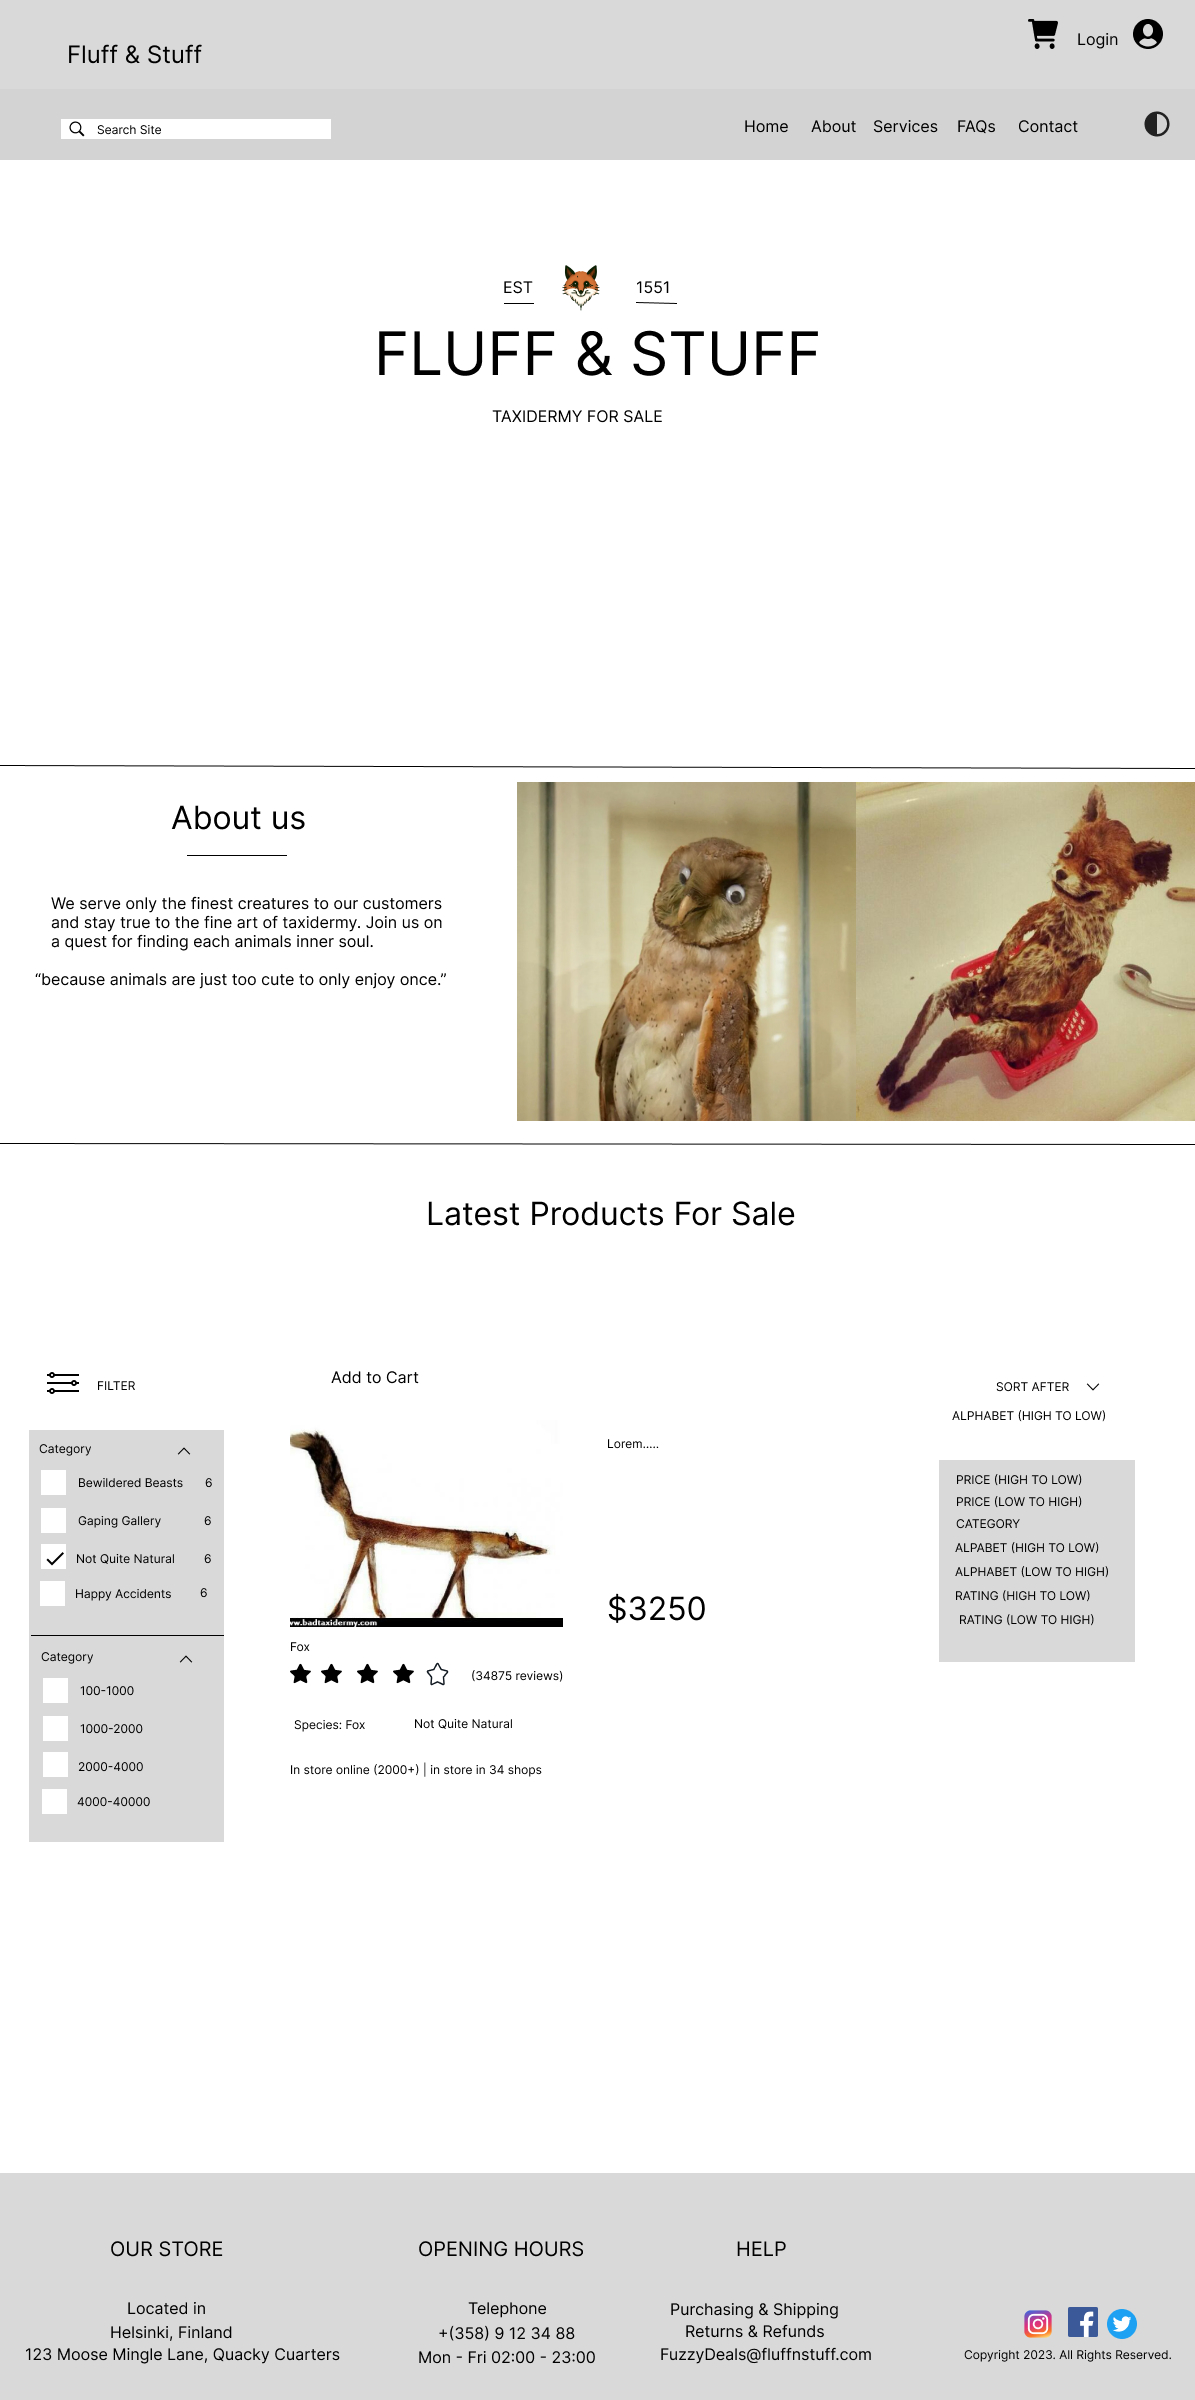 Fluff & Stuff
Login
Search Site
Home About Services FAQs Contact
EST 1551
FLUFF & STUFF
TAXIDERMY FOR SALE
About us
We serve only the finest creatures to our customers
and stay true to the fine art of taxidermy. Join us on
a quest for finding each animals inner soul.
“because animals are just too cute to only enjoy once.”
Latest Products For Sale
FILTER
Category
Bewildered Beasts 6
Gaping Gallery 6
Not Quite Natural 6
Happy Accidents 6
Category
100-1000
1000-2000
2000-4000
4000-40000
Add to Cart
Lorem.....
www.badtaxidermy.com
$3250
Fox
(34875 reviews)
Species: Fox Not Quite Natural
In store online (2000+) | in store in 34 shops
SORT AFTER
ALPHABET (HIGH TO LOW)
PRICE (HIGH TO LOW)
PRICE (LOW TO HIGH)
CATEGORY
ALPABET (HIGH TO LOW)
ALPHABET (LOW TO HIGH)
RATING (HIGH TO LOW)
RATING (LOW TO HIGH)
OUR STORE
Located in
Helsinki, Finland
123 Moose Mingle Lane, Quacky Cuarters
OPENING HOURS
Telephone
+(358) 9 12 34 88
Mon - Fri 02:00 - 23:00
HELP
Purchasing & Shipping
Returns & Refunds
FuzzyDeals@fluffnstuff.com
Copyright 2023. All Rights Reserved.